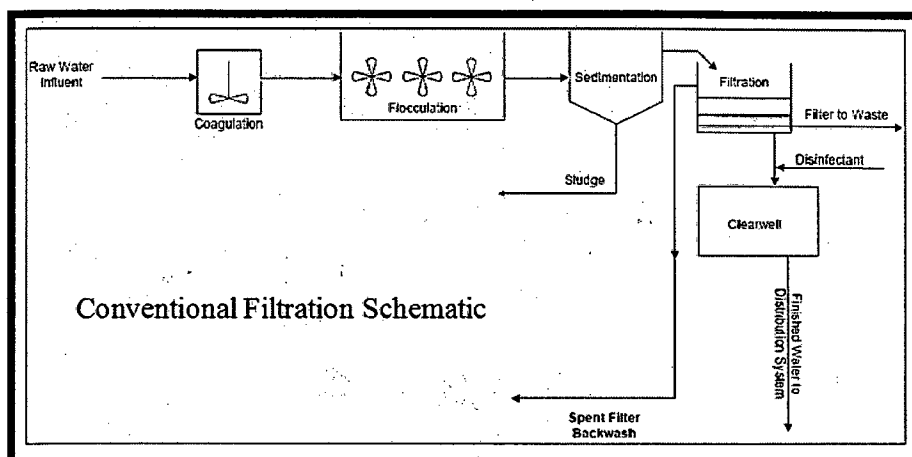 Raw Water
Influent
Coagulation
Flocculation
Sedimentation
Filtration
Filter to Waste
Disinfectant
Sludge
Clearwell
Conventional Filtration Schematic
Finished Water to
Distribution System
Spent Filter
Backwash